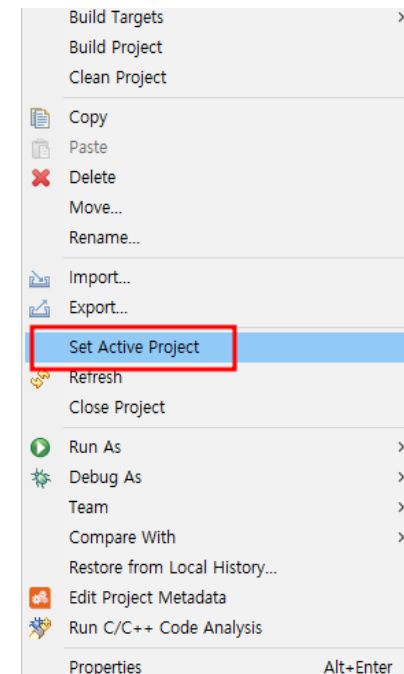 Build Targets
Build Project
Clean Project
Copy
Paste
Delete
Move...
Rename...
Import...
Export...
Set Active Project
Refresh
Close Project
Run As
Debug As
Team
Compare With
Restore from Local History...
Edit Project Metadata
Run C/C++ Code Analysis
Properties Alt+Enter